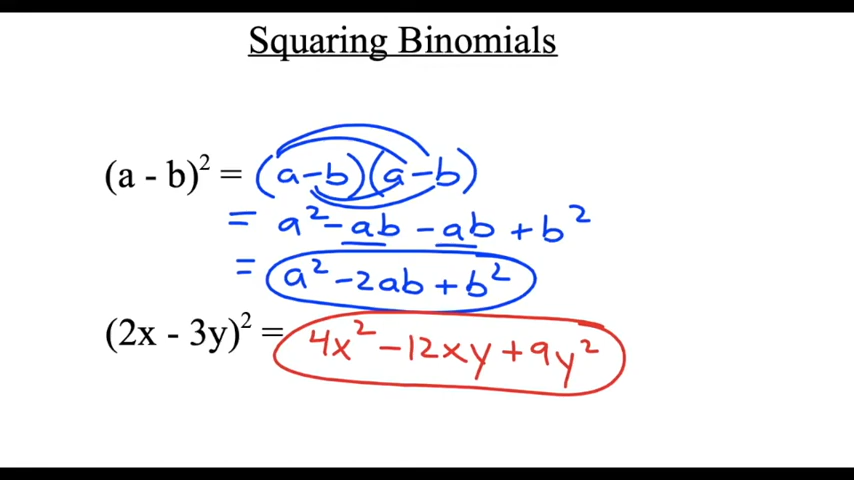 Squaring Binomials
(a - b)² = (a-b)(a-b)
= a² - ab - ab + b²
= a² - 2ab + b²
(2x - 3y)² = 4x² - 12xy + 9y²